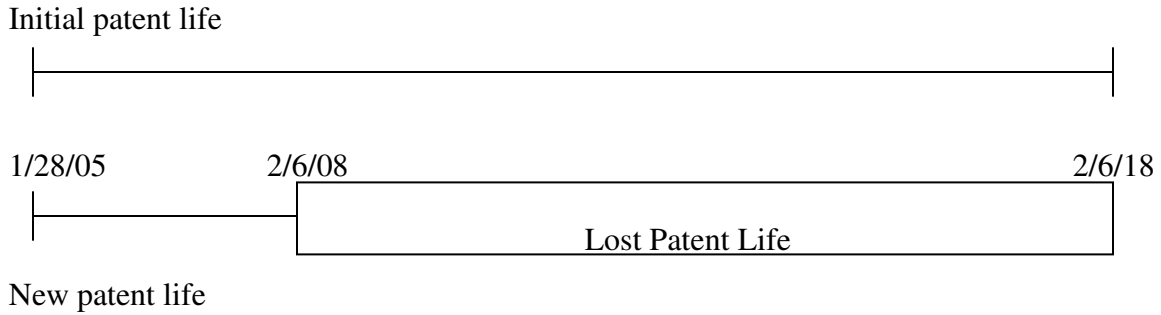 Initial patent life
1/28/05 2/6/08 2/6/18
Lost Patent Life
New patent life